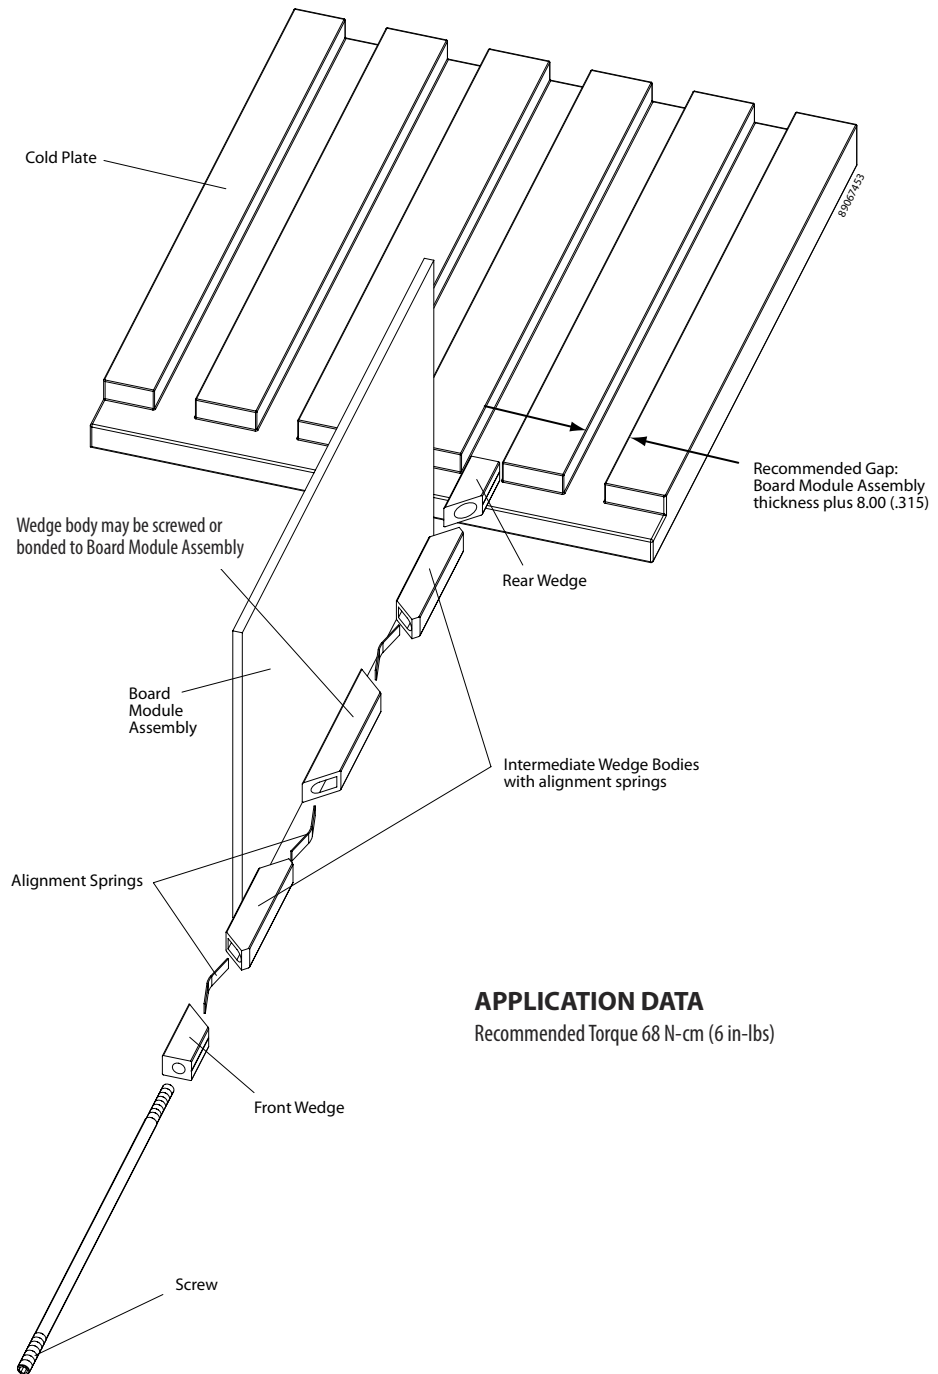 Cold Plate
89067453
Recommended Gap:
Board Module Assembly
thickness plus 8.00 (.315)
Wedge body may be screwed or
bonded to Board Module Assembly
Rear Wedge
Board
Module
Assembly
Intermediate Wedge Bodies
with alignment springs
Alignment Springs
APPLICATION DATA
Recommended Torque 68 N-cm (6 in-lbs)
Front Wedge
Screw